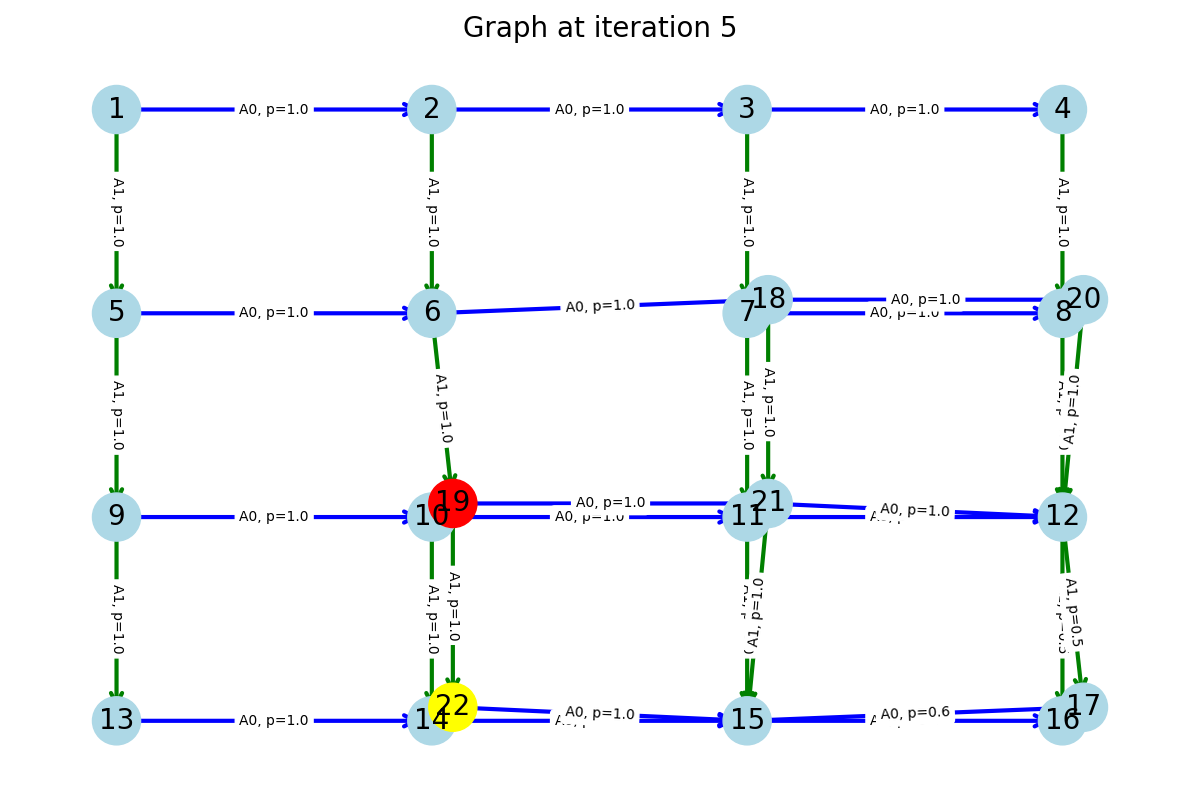 Graph at iteration 5
1
A0, p=1.0
2
A0, p=1.0
3
A0, p=1.0
4
A1, p=1.0
A1, p=1.0
A1, p=1.0
A1, p=1.0
5
A0, p=1.0
6
A0, p=1.0
7
18
A0, p=1.0
A0, p=1.0
8
20
A1, p=1.0
A1, p=1.0
A1, p=1.0
A1, p=1.0
A1, p=1.0
9
A0, p=1.0
10
19
A0, p=1.0
A0, p=1.0
11
21
A0, p=1.0
12
A1, p=1.0
A1, p=1.0
A1, p=1.0
A1, p=1.0
A1, p=0.5
13
A0, p=1.0
14
22
A0, p=1.0
15
A0, p=0.6
16
17